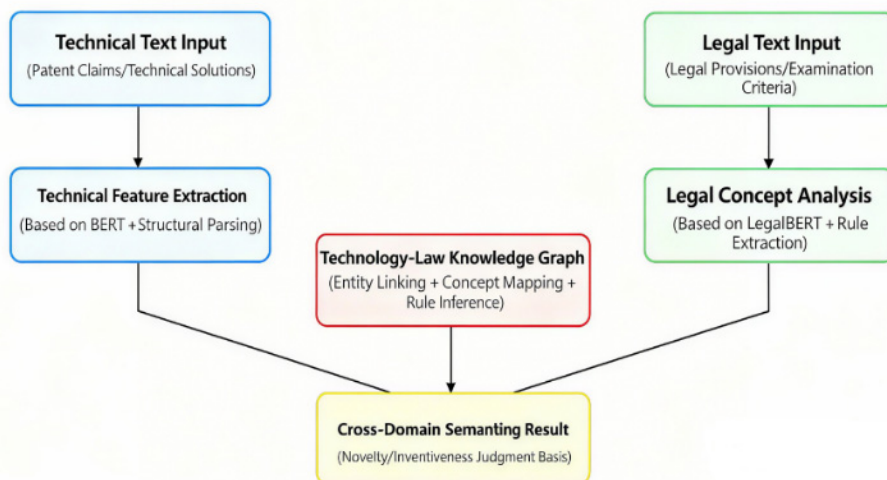 Technical Text Input
(Patent Claims/Technical Solutions)
Legal Text Input
(Legal Provisions/Examination
Criteria)
Technical Feature Extraction
(Based on BERT+Structural Parsing)
Legal Concept Analysis
(Based on LegalBERT+Rule
Extraction)
Technology-Law Knowledge Graph
(Entity Linking + Concept Mapping +
Rule Inference)
Cross-Domain Semanting Result
(Novelty/Inventiveness Judgment Basis)